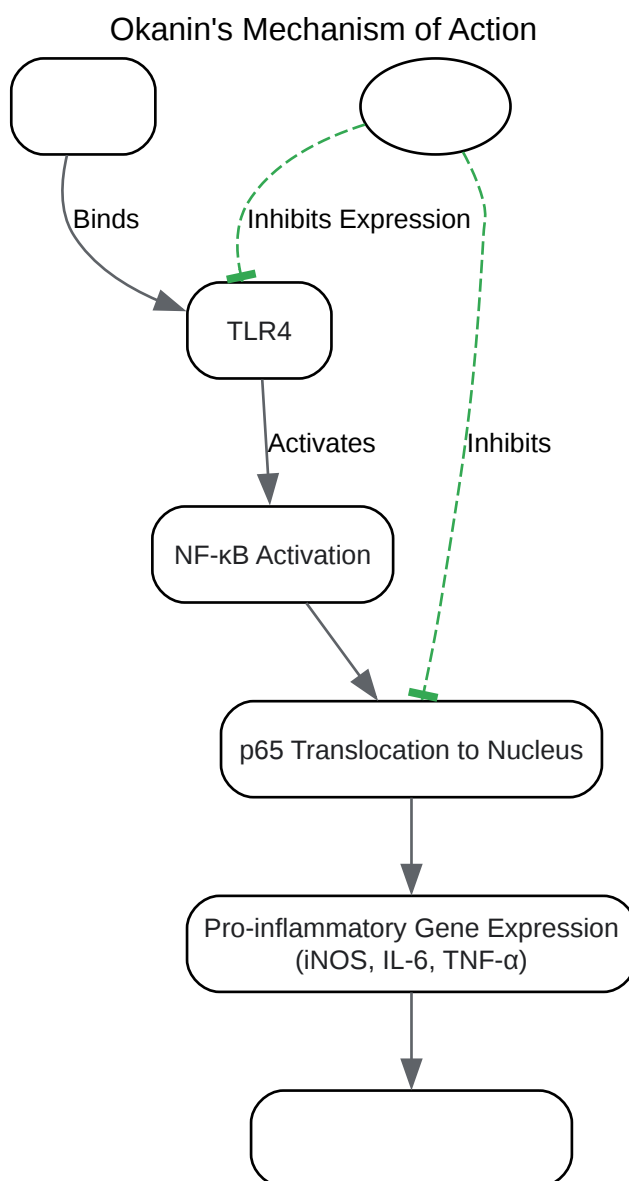 Okanin's Mechanism of Action
Binds
Inhibits Expression
TLR4
Activates
Inhibits
NF-κB Activation
p65 Translocation to Nucleus
Pro-inflammatory Gene Expression
(iNOS, IL-6, TNF-α)